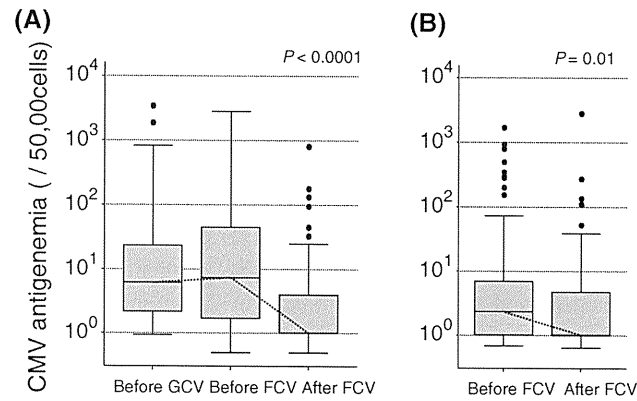 (A)
P < 0.0001
CMV antigenemia ( / 50,00cells)
10⁴
10³
10²
10¹
10⁰
Before GCV Before FCV After FCV
(B)
P = 0.01
10⁴
10³
10²
10¹
10⁰
Before FCV After FCV